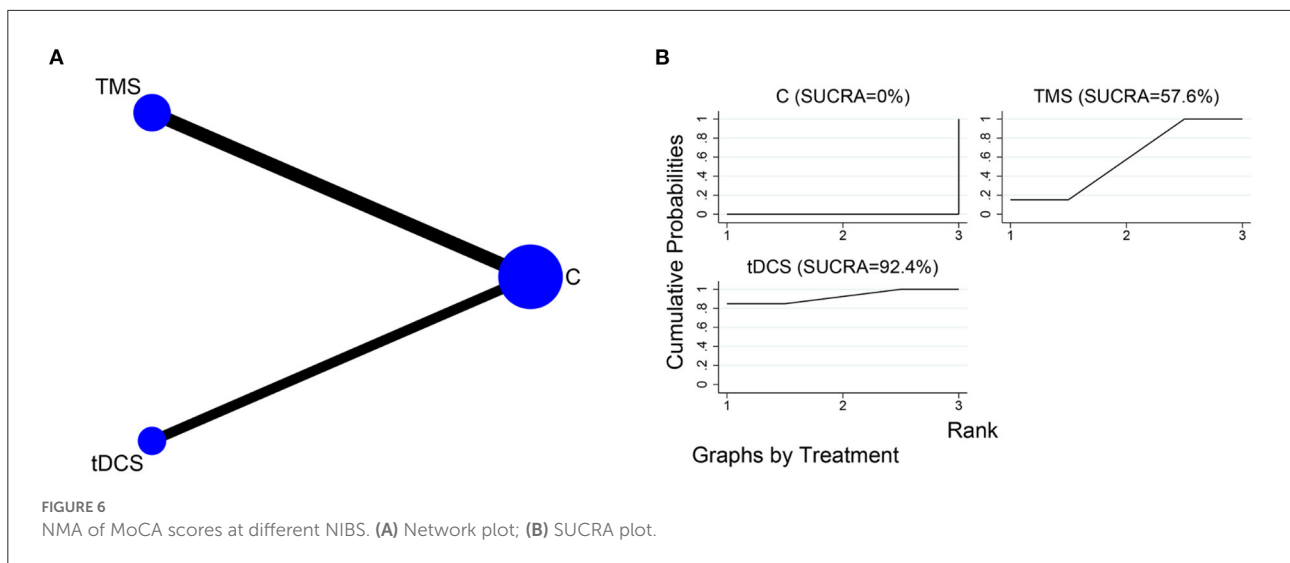 A
TMS
C
tDCS
B
C (SUCRA=0%)
TMS (SUCRA=57.6%)
0 .2 .4 .6 .8 1
1 2 3
0 .2 .4 .6 .8 1
1 2 3
tDCS (SUCRA=92.4%)
0 .2 .4 .6 .8 1
1 2 3
Cumulative Probabilities
Rank
Graphs by Treatment
FIGURE 6
NMA of MoCA scores at different NIBS. (A) Network plot; (B) SUCRA plot.